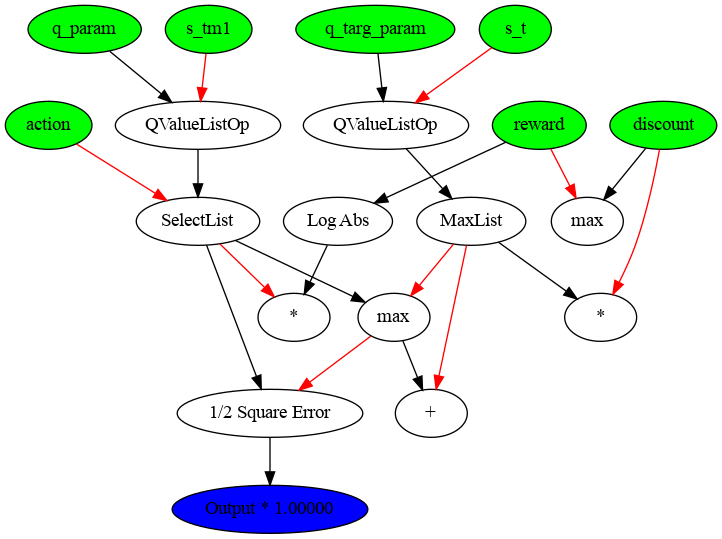 q_param
s_tm1
q_targ_param
s_t
action
QValueListOp
QValueListOp
reward
discount
SelectList
Log Abs
MaxList
max
*
max
*
1/2 Square Error
+
Output * 1.00000